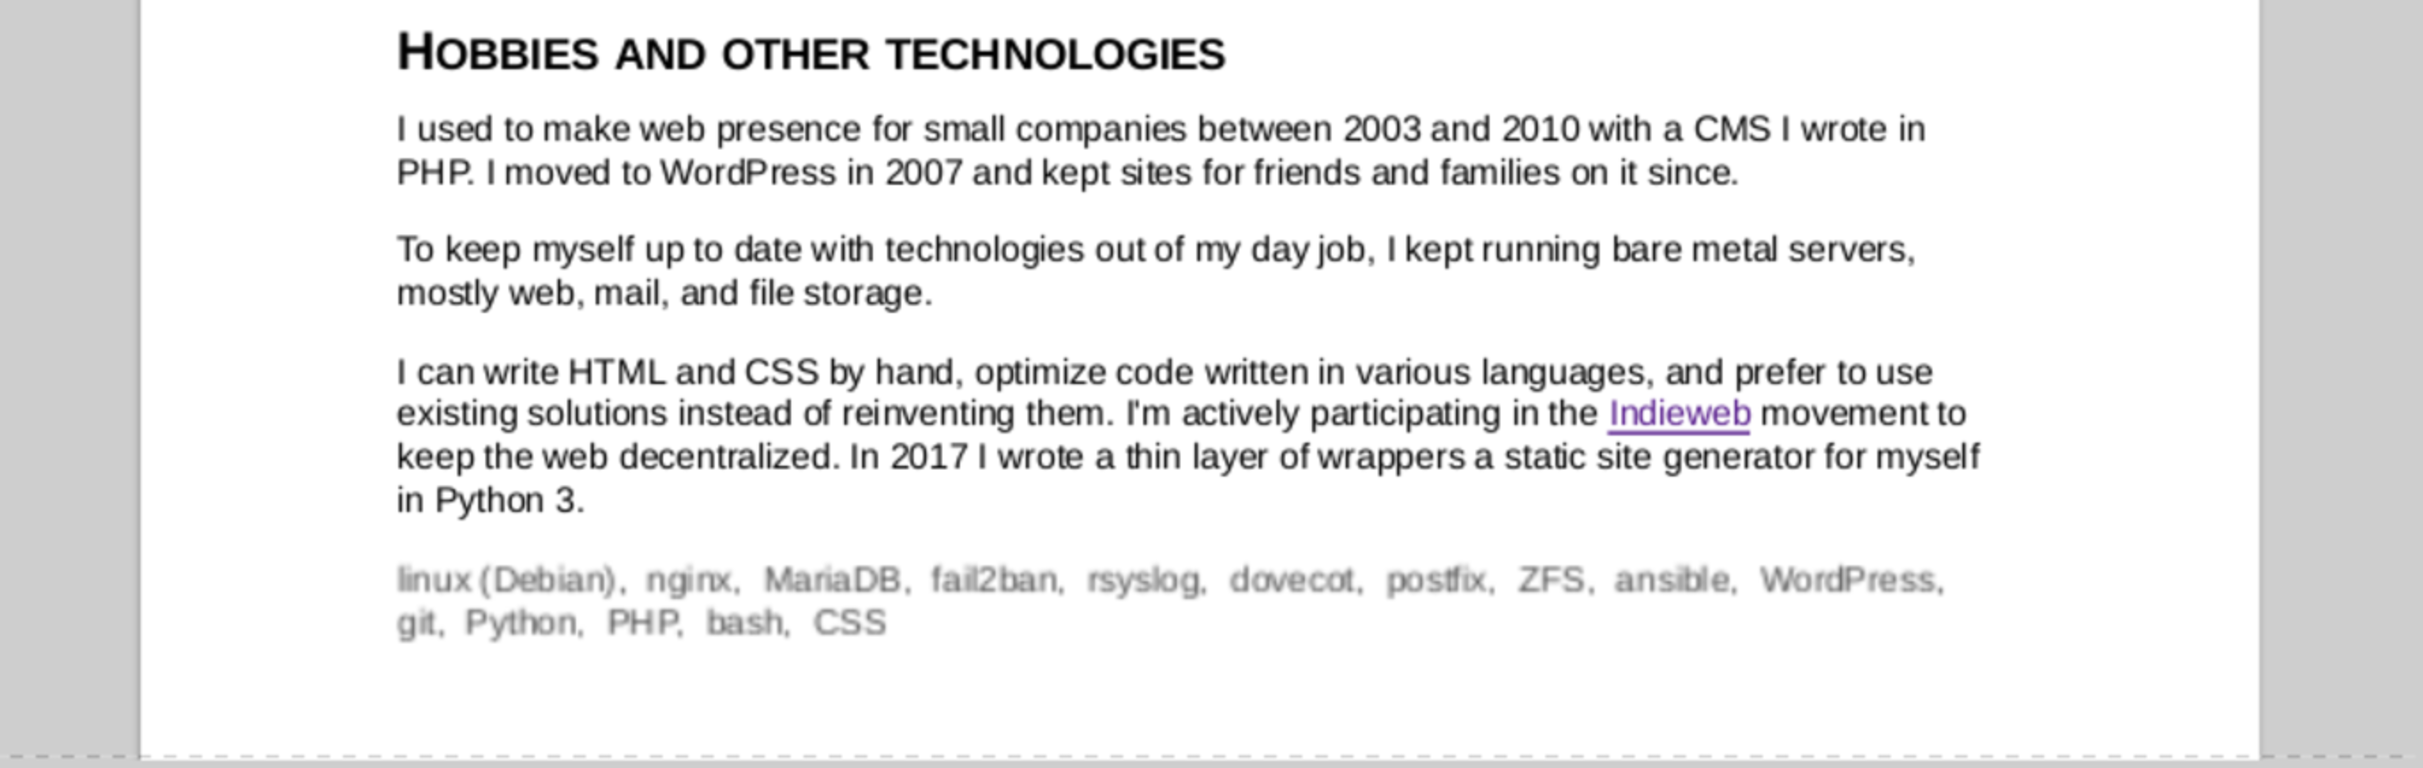 HOBBIES AND OTHER TECHNOLOGIES
I used to make web presence for small companies between 2003 and 2010 with a CMS I wrote in
PHP. I moved to WordPress in 2007 and kept sites for friends and families on it since.
To keep myself up to date with technologies out of my day job, I kept running bare metal servers,
mostly web, mail, and file storage.
I can write HTML and CSS by hand, optimize code written in various languages, and prefer to use
existing solutions instead of reinventing them. I'm actively participating in the Indieweb movement to
keep the web decentralized. In 2017 I wrote a thin layer of wrappers a static site generator for myself
in Python 3.
linux (Debian), nginx, MariaDB, fail2ban, rsyslog, dovecot, postfix, ZFS, ansible, WordPress,
git, Python, PHP, bash, CSS